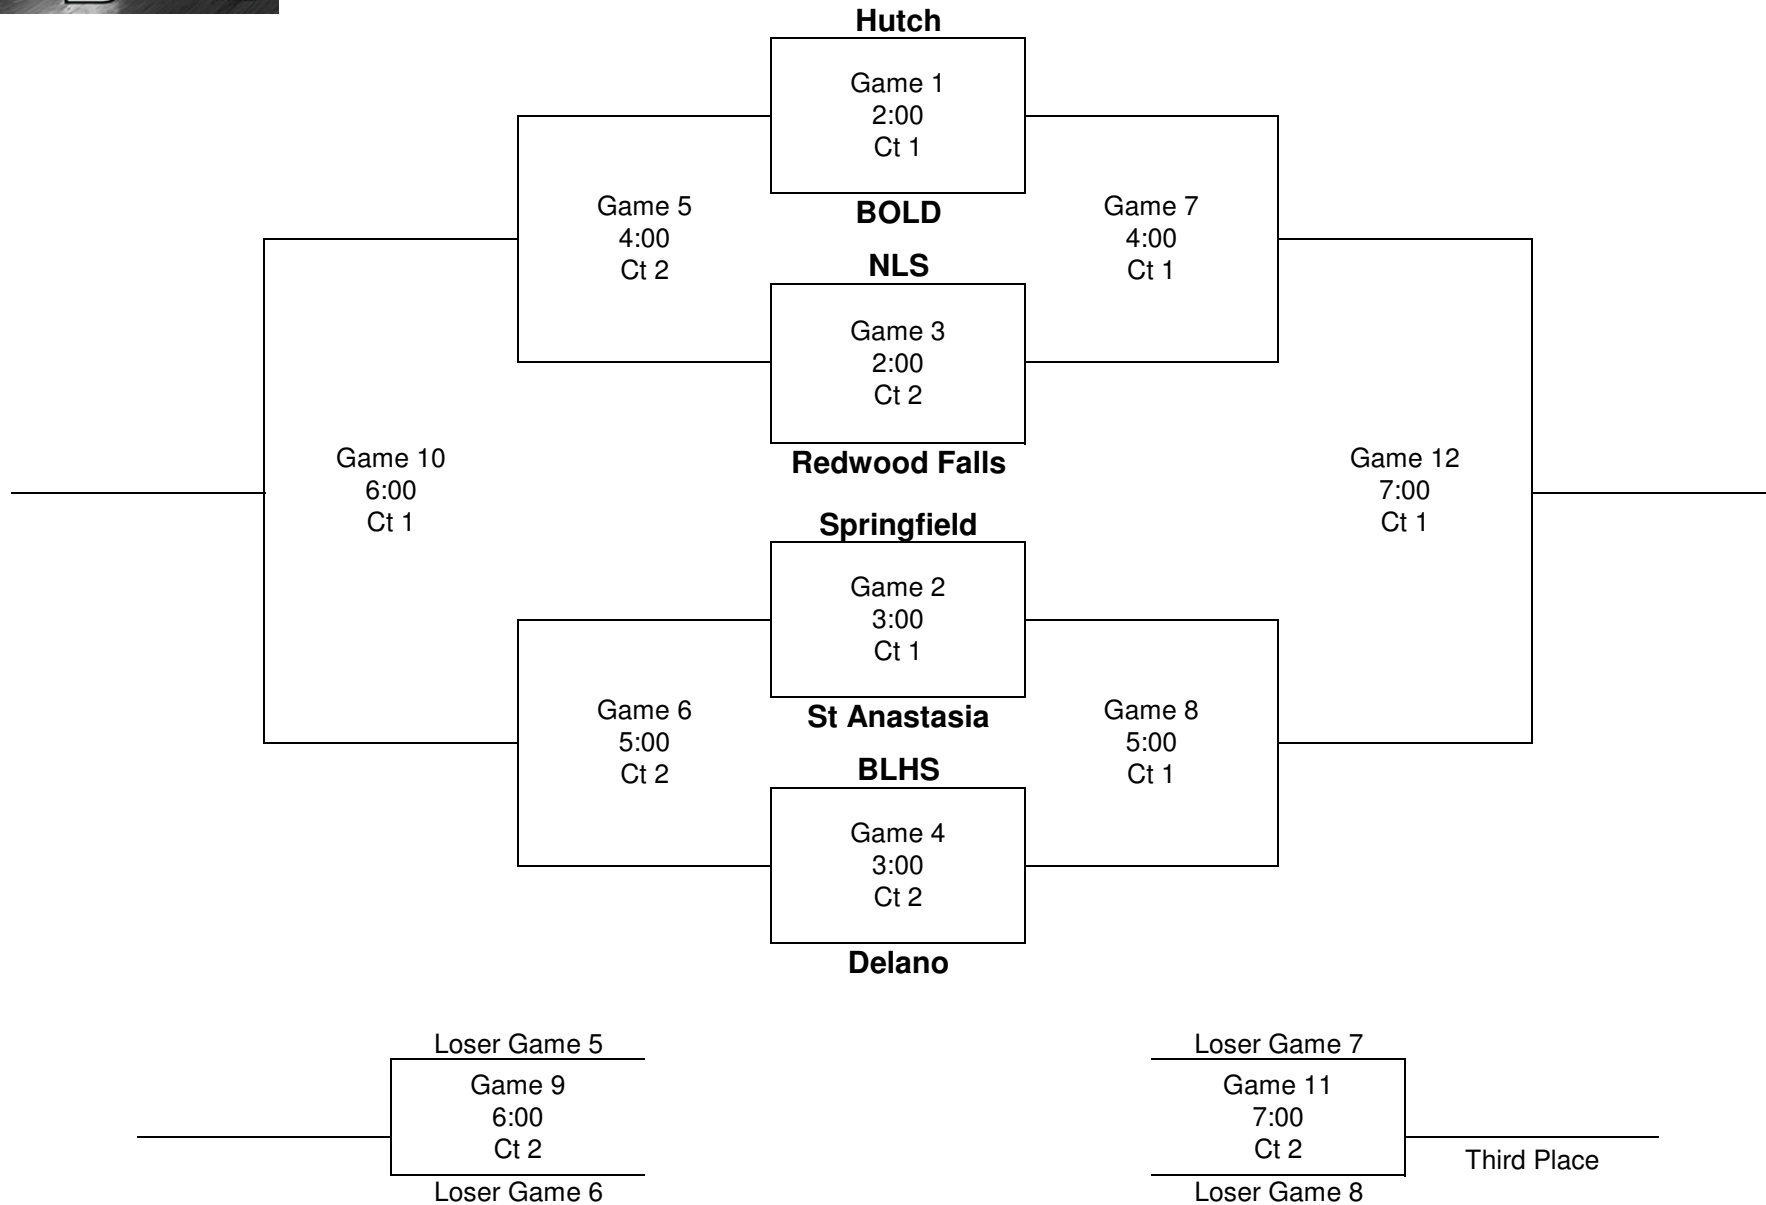 Hutch
Game 1
2:00
Ct 1
BOLD
Game 5
4:00
Ct 2
Game 7
4:00
Ct 1
NLS
Game 3
2:00
Ct 2
Redwood Falls
Game 10
6:00
Ct 1
Game 12
7:00
Ct 1
Springfield
Game 2
3:00
Ct 1
St Anastasia
Game 6
5:00
Ct 2
Game 8
5:00
Ct 1
BLHS
Game 4
3:00
Ct 2
Delano
Loser Game 5
Game 9
6:00
Ct 2
Loser Game 6
Loser Game 7
Game 11
7:00
Ct 2
Third Place
Loser Game 8